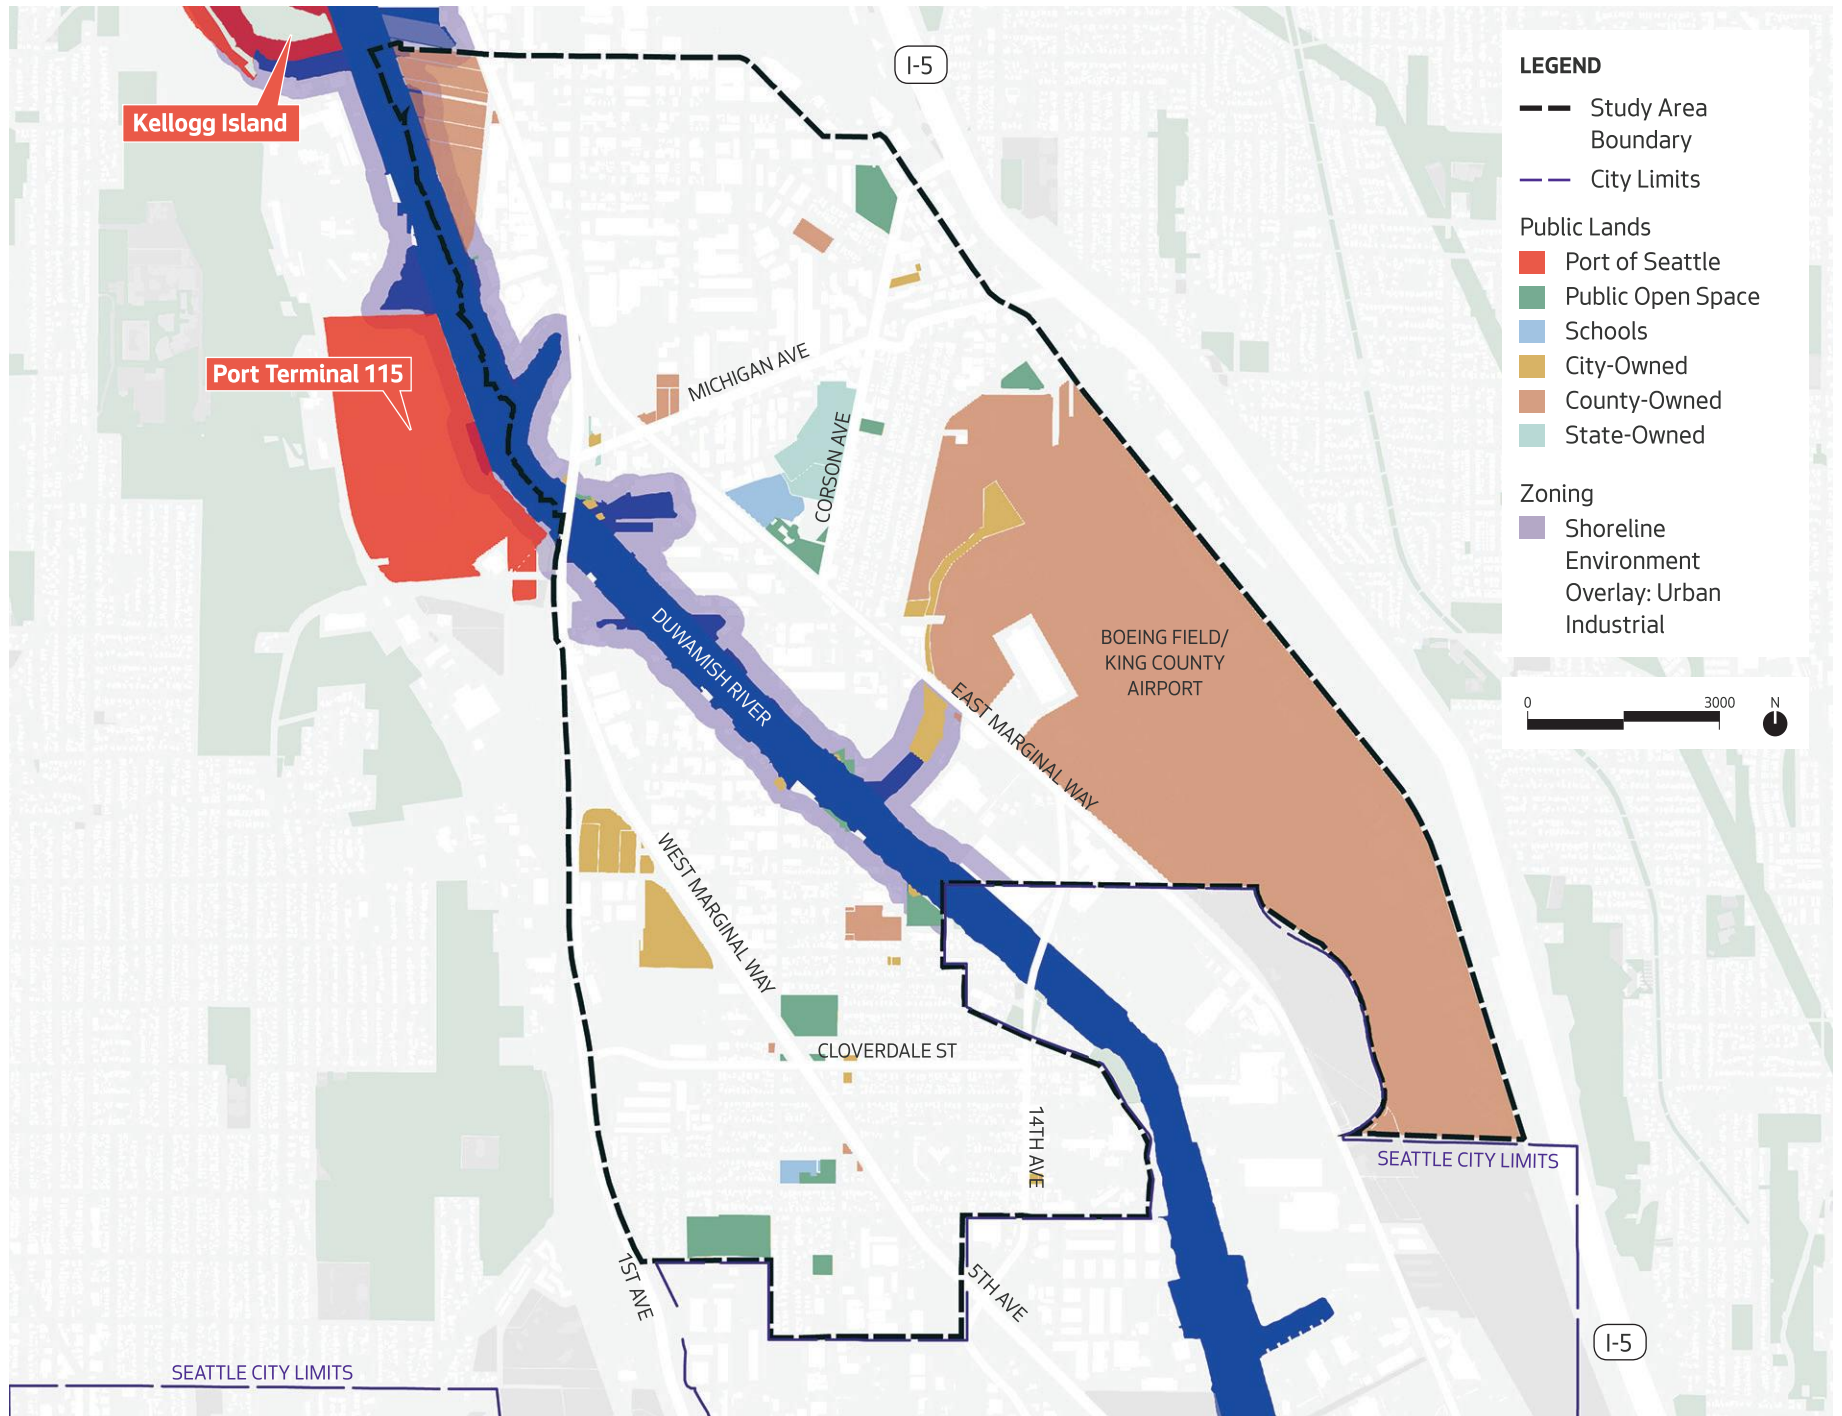 I-5
Kellogg Island
Port Terminal 115
MICHIGAN AVE
CORSON AVE
DUWAMISH RIVER
BOEING FIELD/
KING COUNTY
AIRPORT
EAST MARGINAL WAY
WEST MARGINAL WAY
CLOVERDALE ST
14TH AVE
SEATTLE CITY LIMITS
1ST AVE
5TH AVE
I-5
SEATTLE CITY LIMITS
LEGEND
Study Area
Boundary
City Limits
Public Lands
Port of Seattle
Public Open Space
Schools
City-Owned
County-Owned
State-Owned
Zoning
Shoreline
Environment
Overlay: Urban
Industrial
0 3000 N